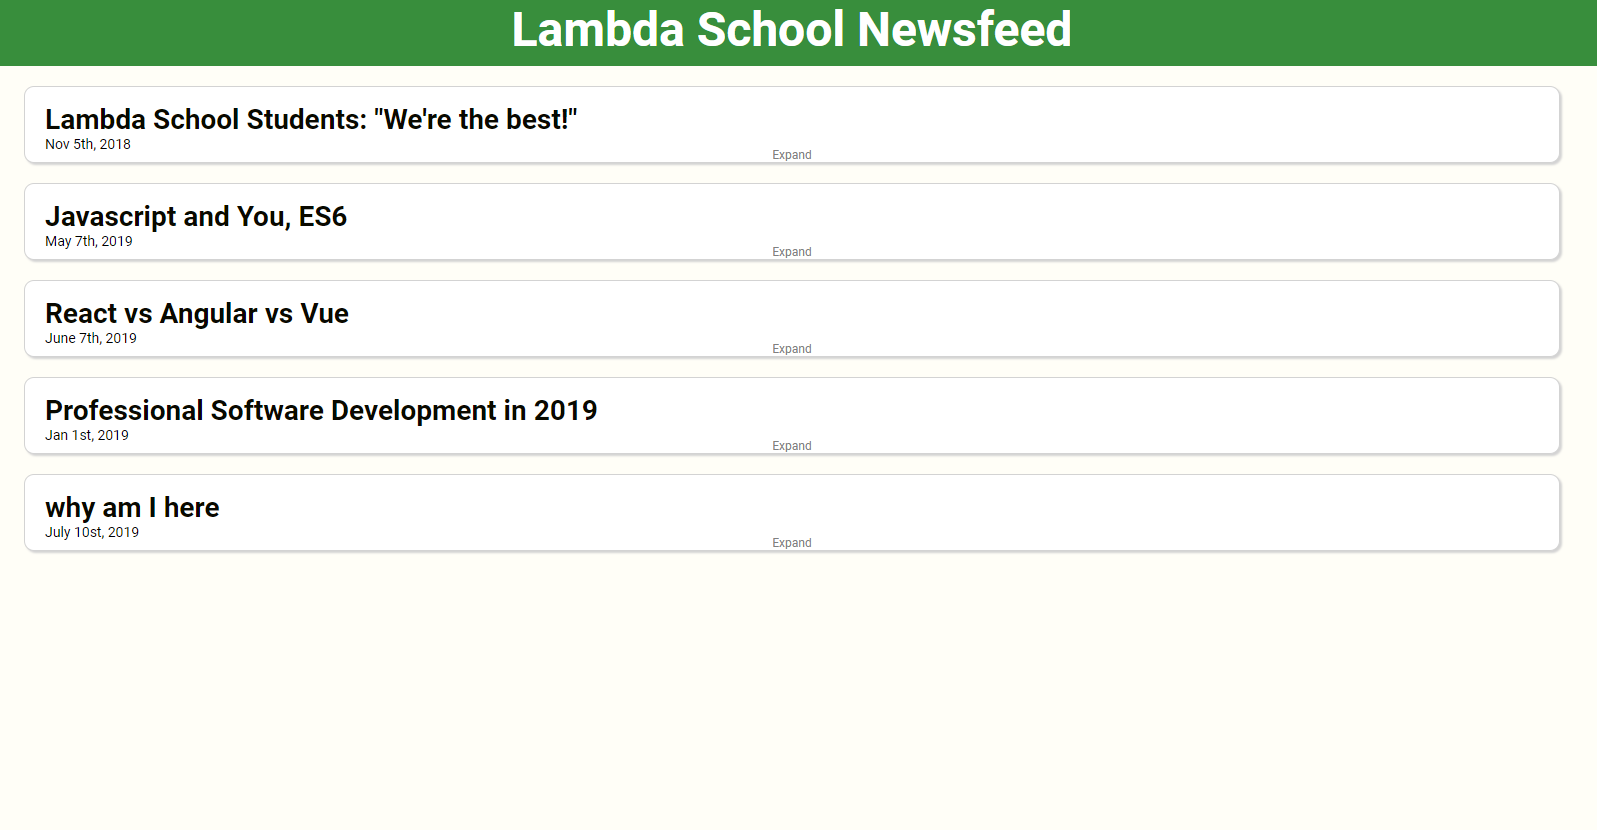 Lambda School Newsfeed
Lambda School Students: "We're the best!"
Nov 5th, 2018
Expand
Javascript and You, ES6
May 7th, 2019
Expand
React vs Angular vs Vue
June 7th, 2019
Expand
Professional Software Development in 2019
Jan 1st, 2019
Expand
why am I here
July 10st, 2019
Expand